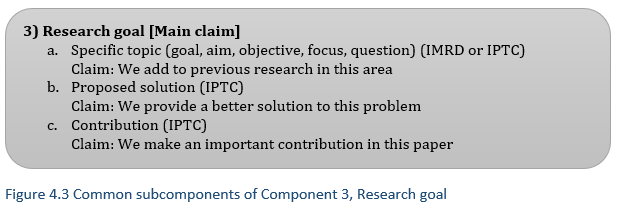 3) Research goal [Main claim]
a. Specific topic (goal, aim, objective, focus, question) (IMRD or IPTC)
Claim: We add to previous research in this area
b. Proposed solution (IPTC)
Claim: We provide a better solution to this problem
c. Contribution (IPTC)
Claim: We make an important contribution in this paper
Figure 4.3 Common subcomponents of Component 3, Research goal